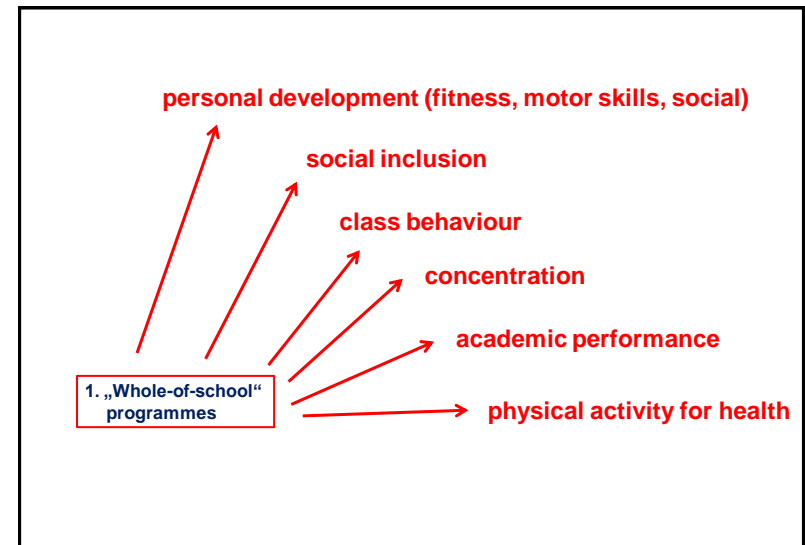 personal development (fitness, motor skills, social)
social inclusion
class behaviour
concentration
academic performance
1. „Whole-of-school“
programmes
physical activity for health